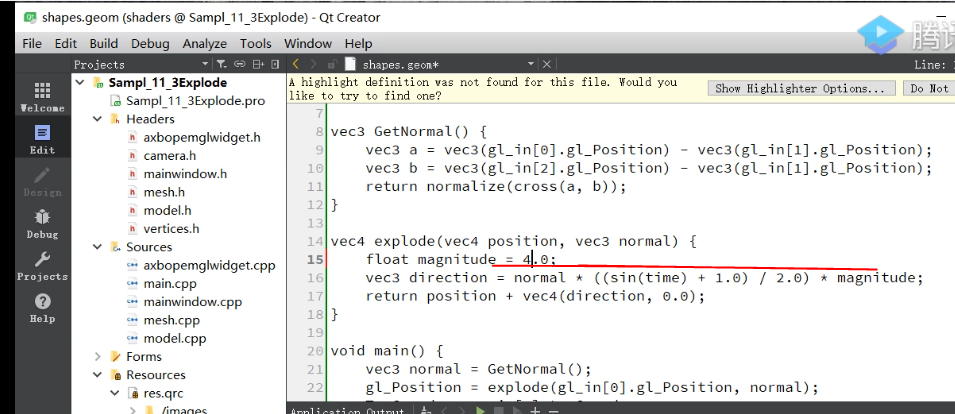 shapes.geom (shaders @ Sampl_11_3Explode) - Qt Creator
File Edit Build Debug Analyze Tools Window Help
腾讯
Projects
shapes.geom*
Line:
Welcome
Edit
Design
Debug
Projects
Help
Sampl_11_3Explode
Sampl_11_3Explode.pro
Headers
axbopemglwidget.h
camera.h
mainwindow.h
mesh.h
model.h
vertices.h
Sources
axbopemglwidget.cpp
main.cpp
mainwindow.cpp
mesh.cpp
model.cpp
Forms
Resources
res.qrc
/images
A highlight definition was not found for this file. Would you
like to try to find one?
Show Highlighter Options...
Do Not
7
8 vec3 GetNormal() {
9 vec3 a = vec3(gl_in[0].gl_Position) - vec3(gl_in[1].gl_Position);
10 vec3 b = vec3(gl_in[2].gl_Position) - vec3(gl_in[1].gl_Position);
11 return normalize(cross(a, b));
12 }
13
14 vec4 explode(vec4 position, vec3 normal) {
15 float magnitude = 4.0;
16 vec3 direction = normal * ((sin(time) + 1.0) / 2.0) * magnitude;
17 return position + vec4(direction, 0.0);
18 }
19
20 void main() {
21 vec3 normal = GetNormal();
22 gl_Position = explode(gl_in[0].gl_Position, normal);
Application Output